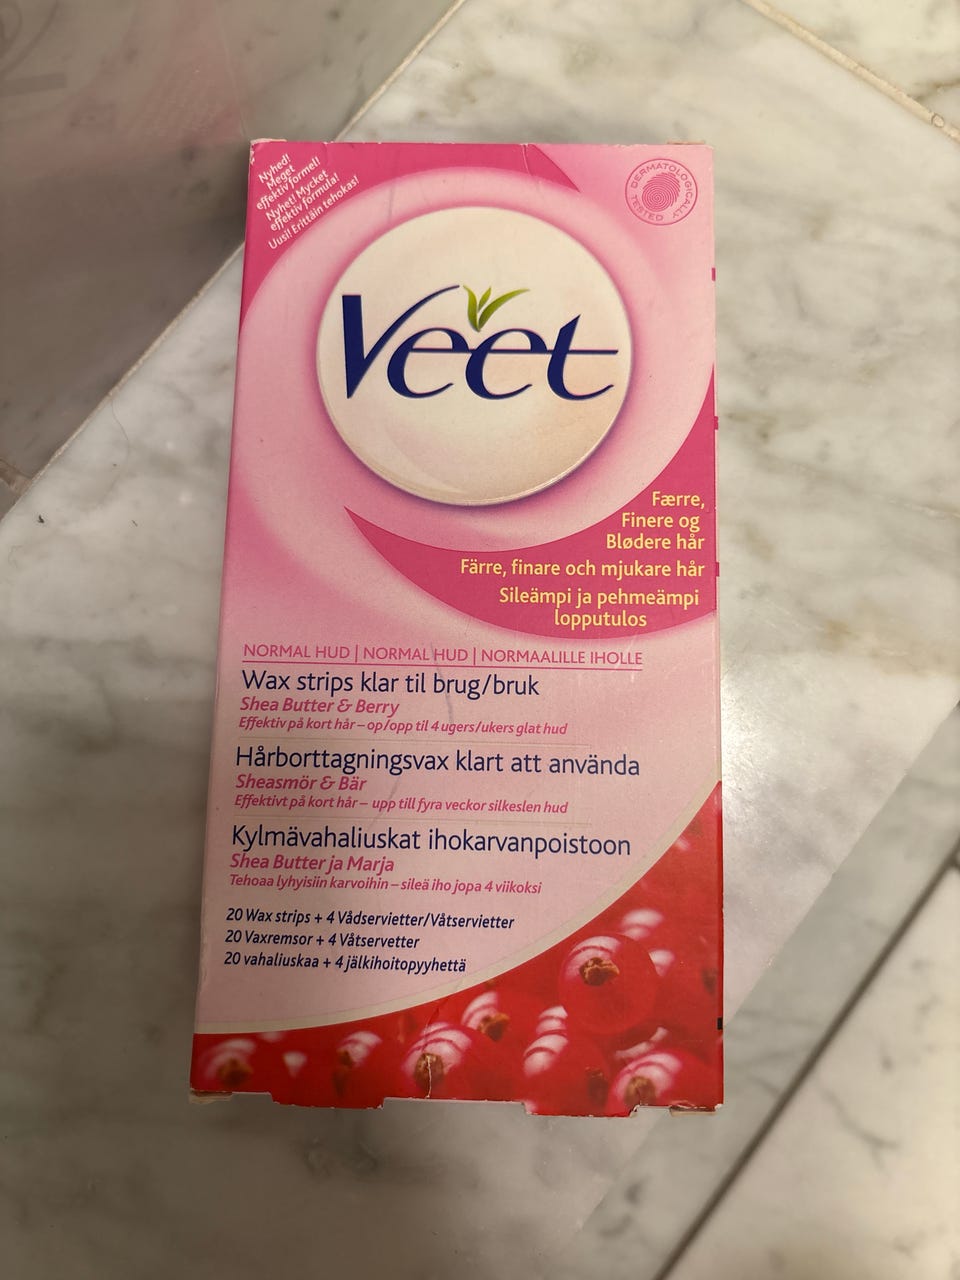 Nyhed!
Meget
effektiv formel!
Nyhet! Mycket
effektiv formula!
Uusi! Erittäin tehokas!
DERMATOLOGICALLY
TESTED
Veet
Færre,
Finere og
Blødere hår
Färre, finare och mjukare hår
Sileämpi ja pehmeämpi
lopputulos
NORMAL HUD | NORMAL HUD | NORMAALILLE IHOLLE
Wax strips klar til brug/bruk
Shea Butter & Berry
Effektiv på kort hår – op/opp til 4 ugers/ukers glat hud
Hårborttagningsvax klart att använda
Sheasmör & Bär
Effektivt på kort hår – upp till fyra veckor silkeslen hud
Kylmävahaliuskat ihokarvanpoistoon
Shea Butter ja Marja
Tehoaa lyhyisiin karvoihin – sileä iho jopa 4 viikoksi
20 Wax strips + 4 Vådservietter/Våtservietter
20 Vaxremsor + 4 Våtservetter
20 vahaliuskaa + 4 jälkihoitopyyhettä